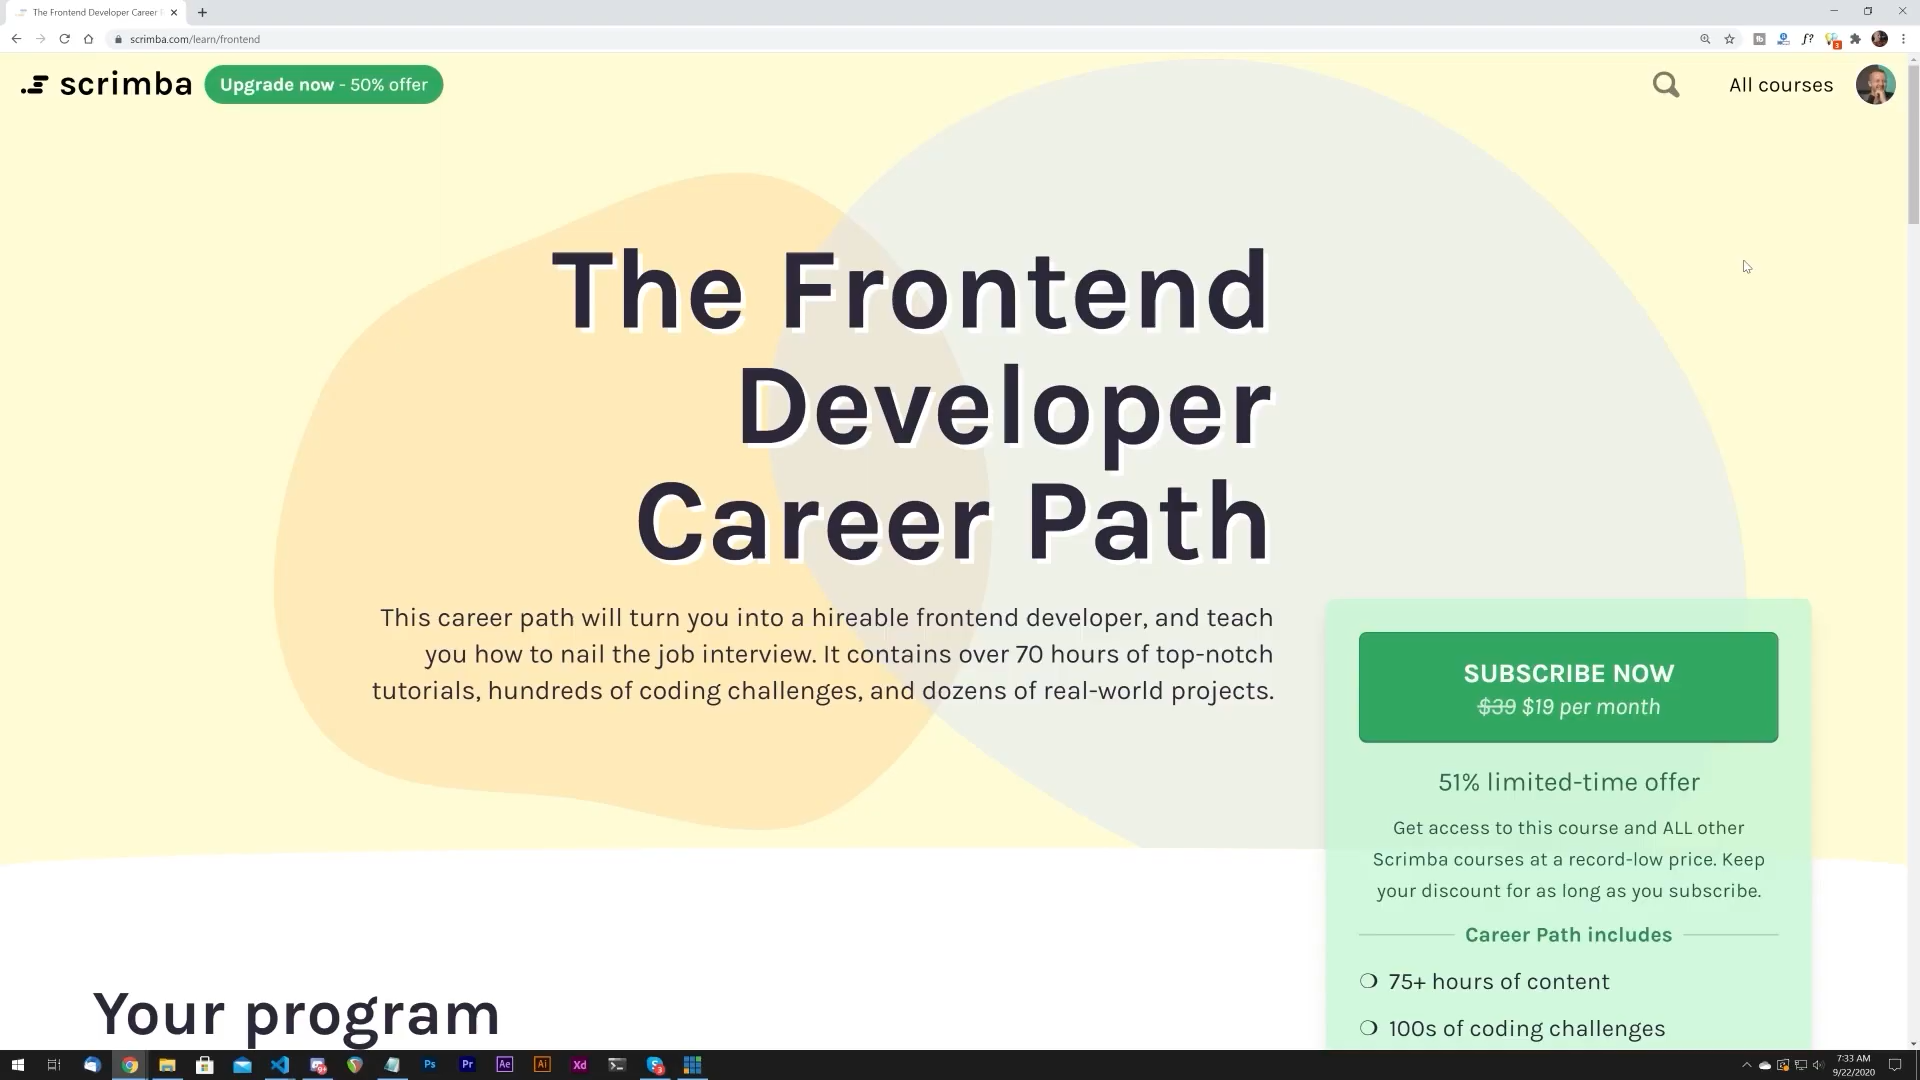 The Frontend Developer Career
scrimba.com/learn/frontend
scrimba
Upgrade now - 50% offer
All courses
The Frontend
Developer
Career Path
This career path will turn you into a hireable frontend developer, and teach
you how to nail the job interview. It contains over 70 hours of top-notch
tutorials, hundreds of coding challenges, and dozens of real-world projects.
SUBSCRIBE NOW
$39 $19 per month
51% limited-time offer
Get access to this course and ALL other
Scrimba courses at a record-low price. Keep
your discount for as long as you subscribe.
Career Path includes
75+ hours of content
100s of coding challenges
Your program
Ps
Pr
Ae
Ai
Xd
7:33 AM
9/22/2020